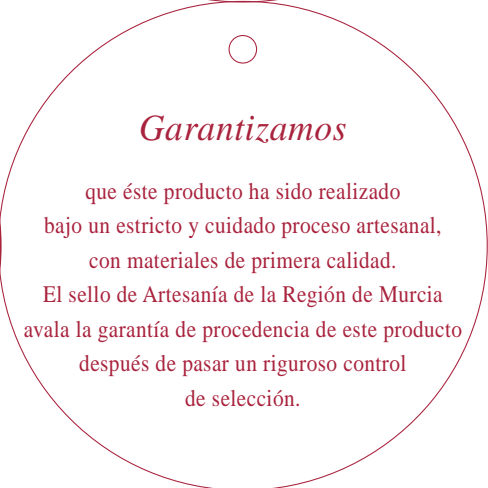 Garantizamos
que éste producto ha sido realizado
bajo un estricto y cuidado proceso artesanal,
con materiales de primera calidad.
El sello de Artesanía de la Región de Murcia
avala la garantía de procedencia de este producto
después de pasar un riguroso control
de selección.